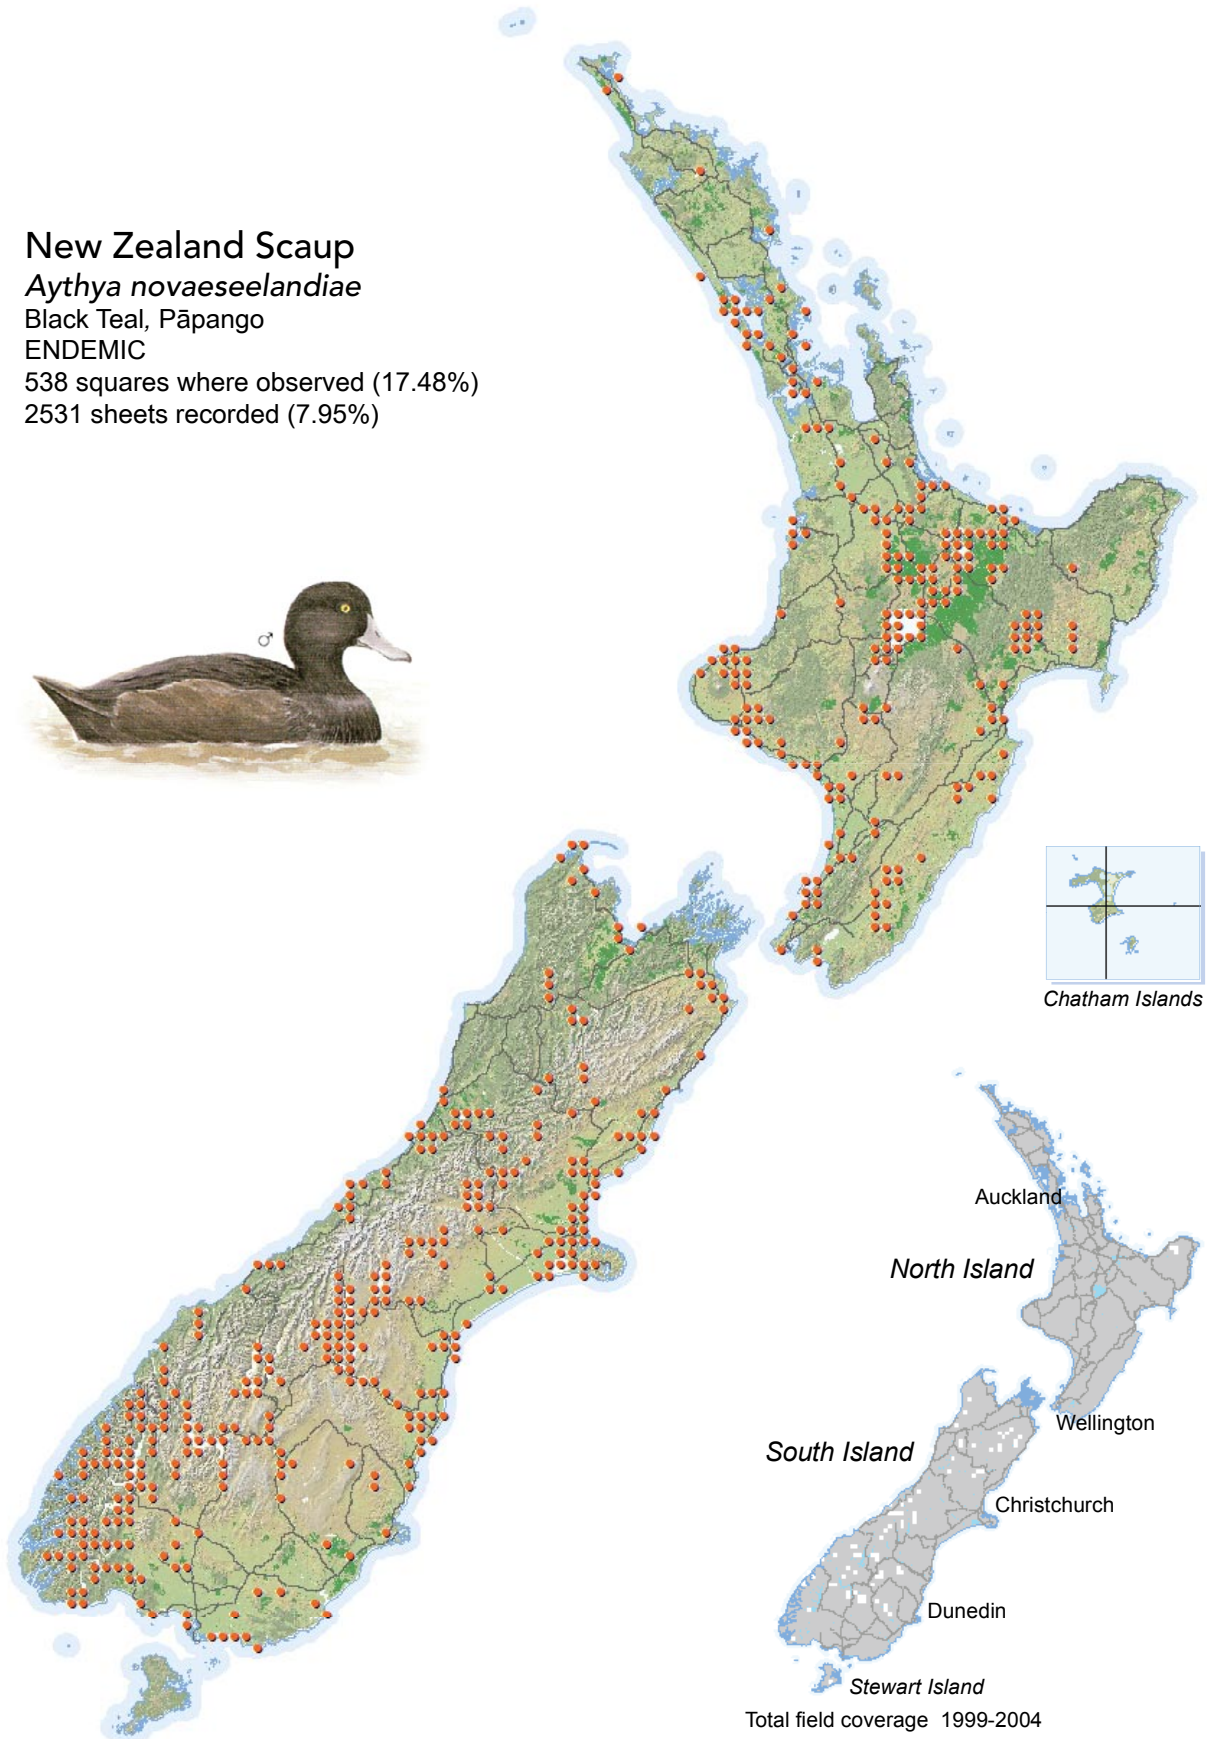 New Zealand Scaup
Aythya novaeseelandiae
Black Teal, Pāpango
ENDEMIC
538 squares where observed (17.48%)
2531 sheets recorded (7.95%)
♂
Chatham Islands
Auckland
North Island
Wellington
South Island
Christchurch
Dunedin
Stewart Island
Total field coverage 1999-2004